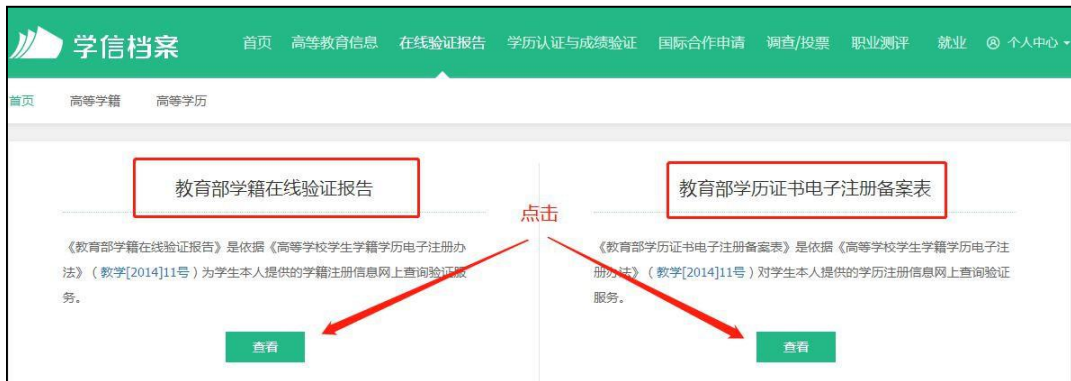 学信档案
首页 高等教育信息 在线验证报告 学历认证与成绩验证 国际合作申请 调查/投票 职业测评 就业 个人中心
首页 高等学籍 高等学历
教育部学籍在线验证报告
《教育部学籍在线验证报告》是依据《高等学校学生学籍学历电子注册办
法》（教学[2014]11号）为学生本人提供的学籍注册信息网上查询验证服
务。
查看
点击
教育部学历证书电子注册备案表
《教育部学历证书电子注册备案表》是依据《高等学校学生学籍学历电子注
册办法》（教学[2014]11号）对学生本人提供的学历注册信息网上查询验证
服务。
查看